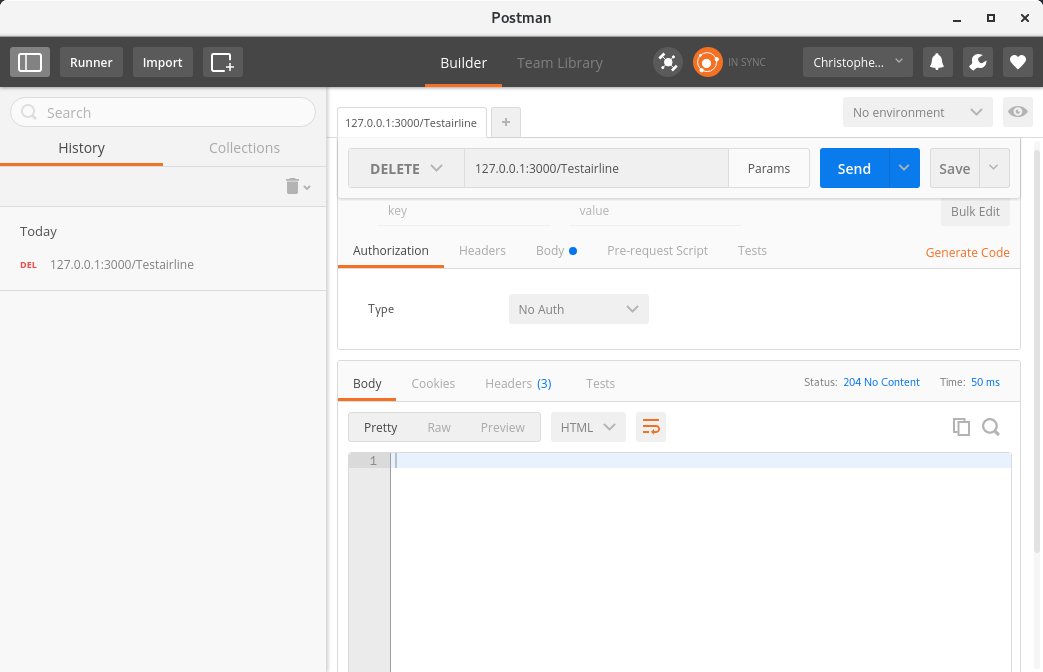 Postman
Runner Import Builder Team Library IN SYNC Christophe...
Search
127.0.0.1:3000/Testairline + No environment
History Collections
DELETE 127.0.0.1:3000/Testairline Params Send Save
key value Bulk Edit
Today
Authorization Headers Body Pre-request Script Tests Generate Code
DEL 127.0.0.1:3000/Testairline
Type No Auth
Body Cookies Headers (3) Tests Status: 204 No Content Time: 50 ms
Pretty Raw Preview HTML
1